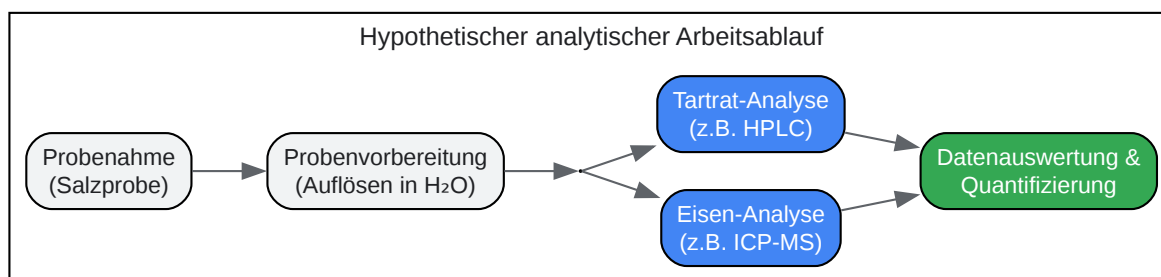 Hypothetischer analytischer Arbeitsablauf
Probenahme
(Salzprobe)
Probenvorbereitung
(Auflösen in H₂O)
Tartrat-Analyse
(z.B. HPLC)
Eisen-Analyse
(z.B. ICP-MS)
Datenauswertung &
Quantifizierung